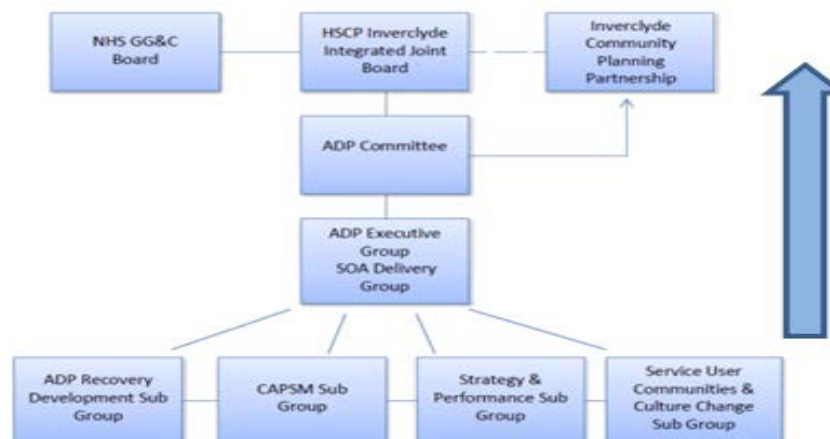 NHS GG&C
Board
HSCP Inverclyde
Integrated Joint
Board
Inverclyde
Community
Planning
Partnership
ADP Committee
ADP Executive
Group
SOA Delivery
Group
ADP Recovery
Development Sub
Group
CAPSM Sub
Group
Strategy &
Performance Sub
Group
Service User
Communities &
Culture Change
Sub Group